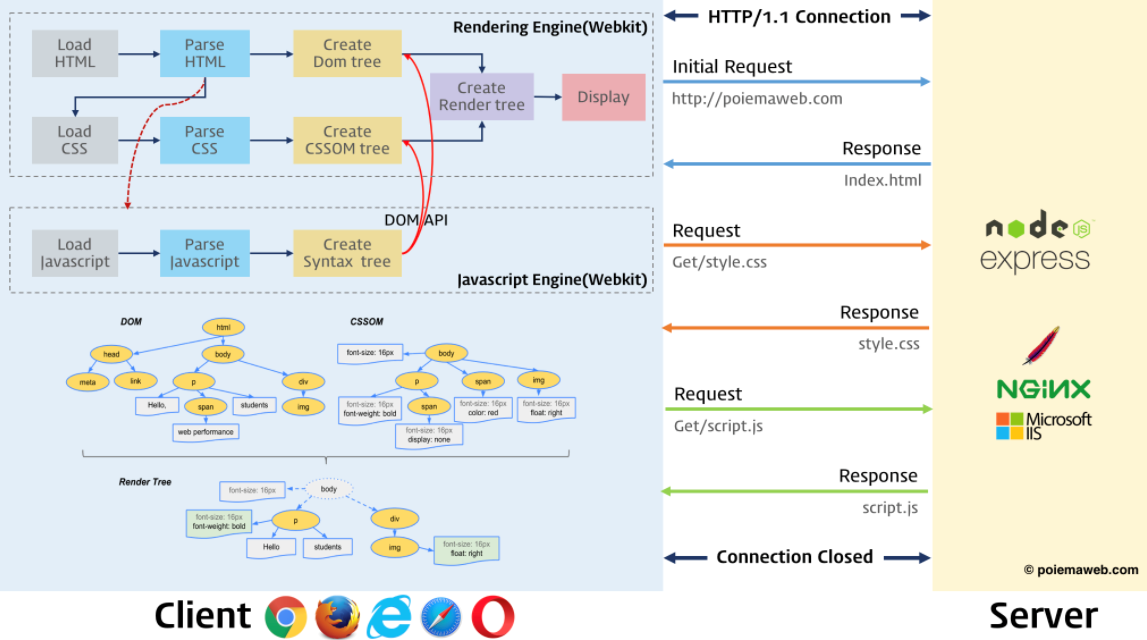 Rendering Engine(Webkit)
Load
HTML
Parse
HTML
Create
Dom tree
Create
Render tree
Display
Load
CSS
Parse
CSS
Create
CSSOM tree
DOM API
Load
Javascript
Parse
Javascript
Create
Syntax tree
Javascript Engine(Webkit)
DOM
html
head
body
meta
link
p
div
Hello,
span
students
img
web performance
CSSOM
font-size: 16px
body
p
span
img
font-size: 16px
font-weight: bold
span
font-size: 16px
color: red
font-size: 16px
float: right
font-size: 16px
display: none
Render Tree
font-size: 16px
body
font-size: 16px
font-weight: bold
p
div
Hello
students
img
font-size: 16px
float: right
HTTP/1.1 Connection
Initial Request
http://poiemaweb.com
Response
Index.html
Request
Get/style.css
Response
style.css
Request
Get/script.js
Response
script.js
Connection Closed
node
JS
express
NGINX
Microsoft
IIS
© poiemaweb.com
Client
Server